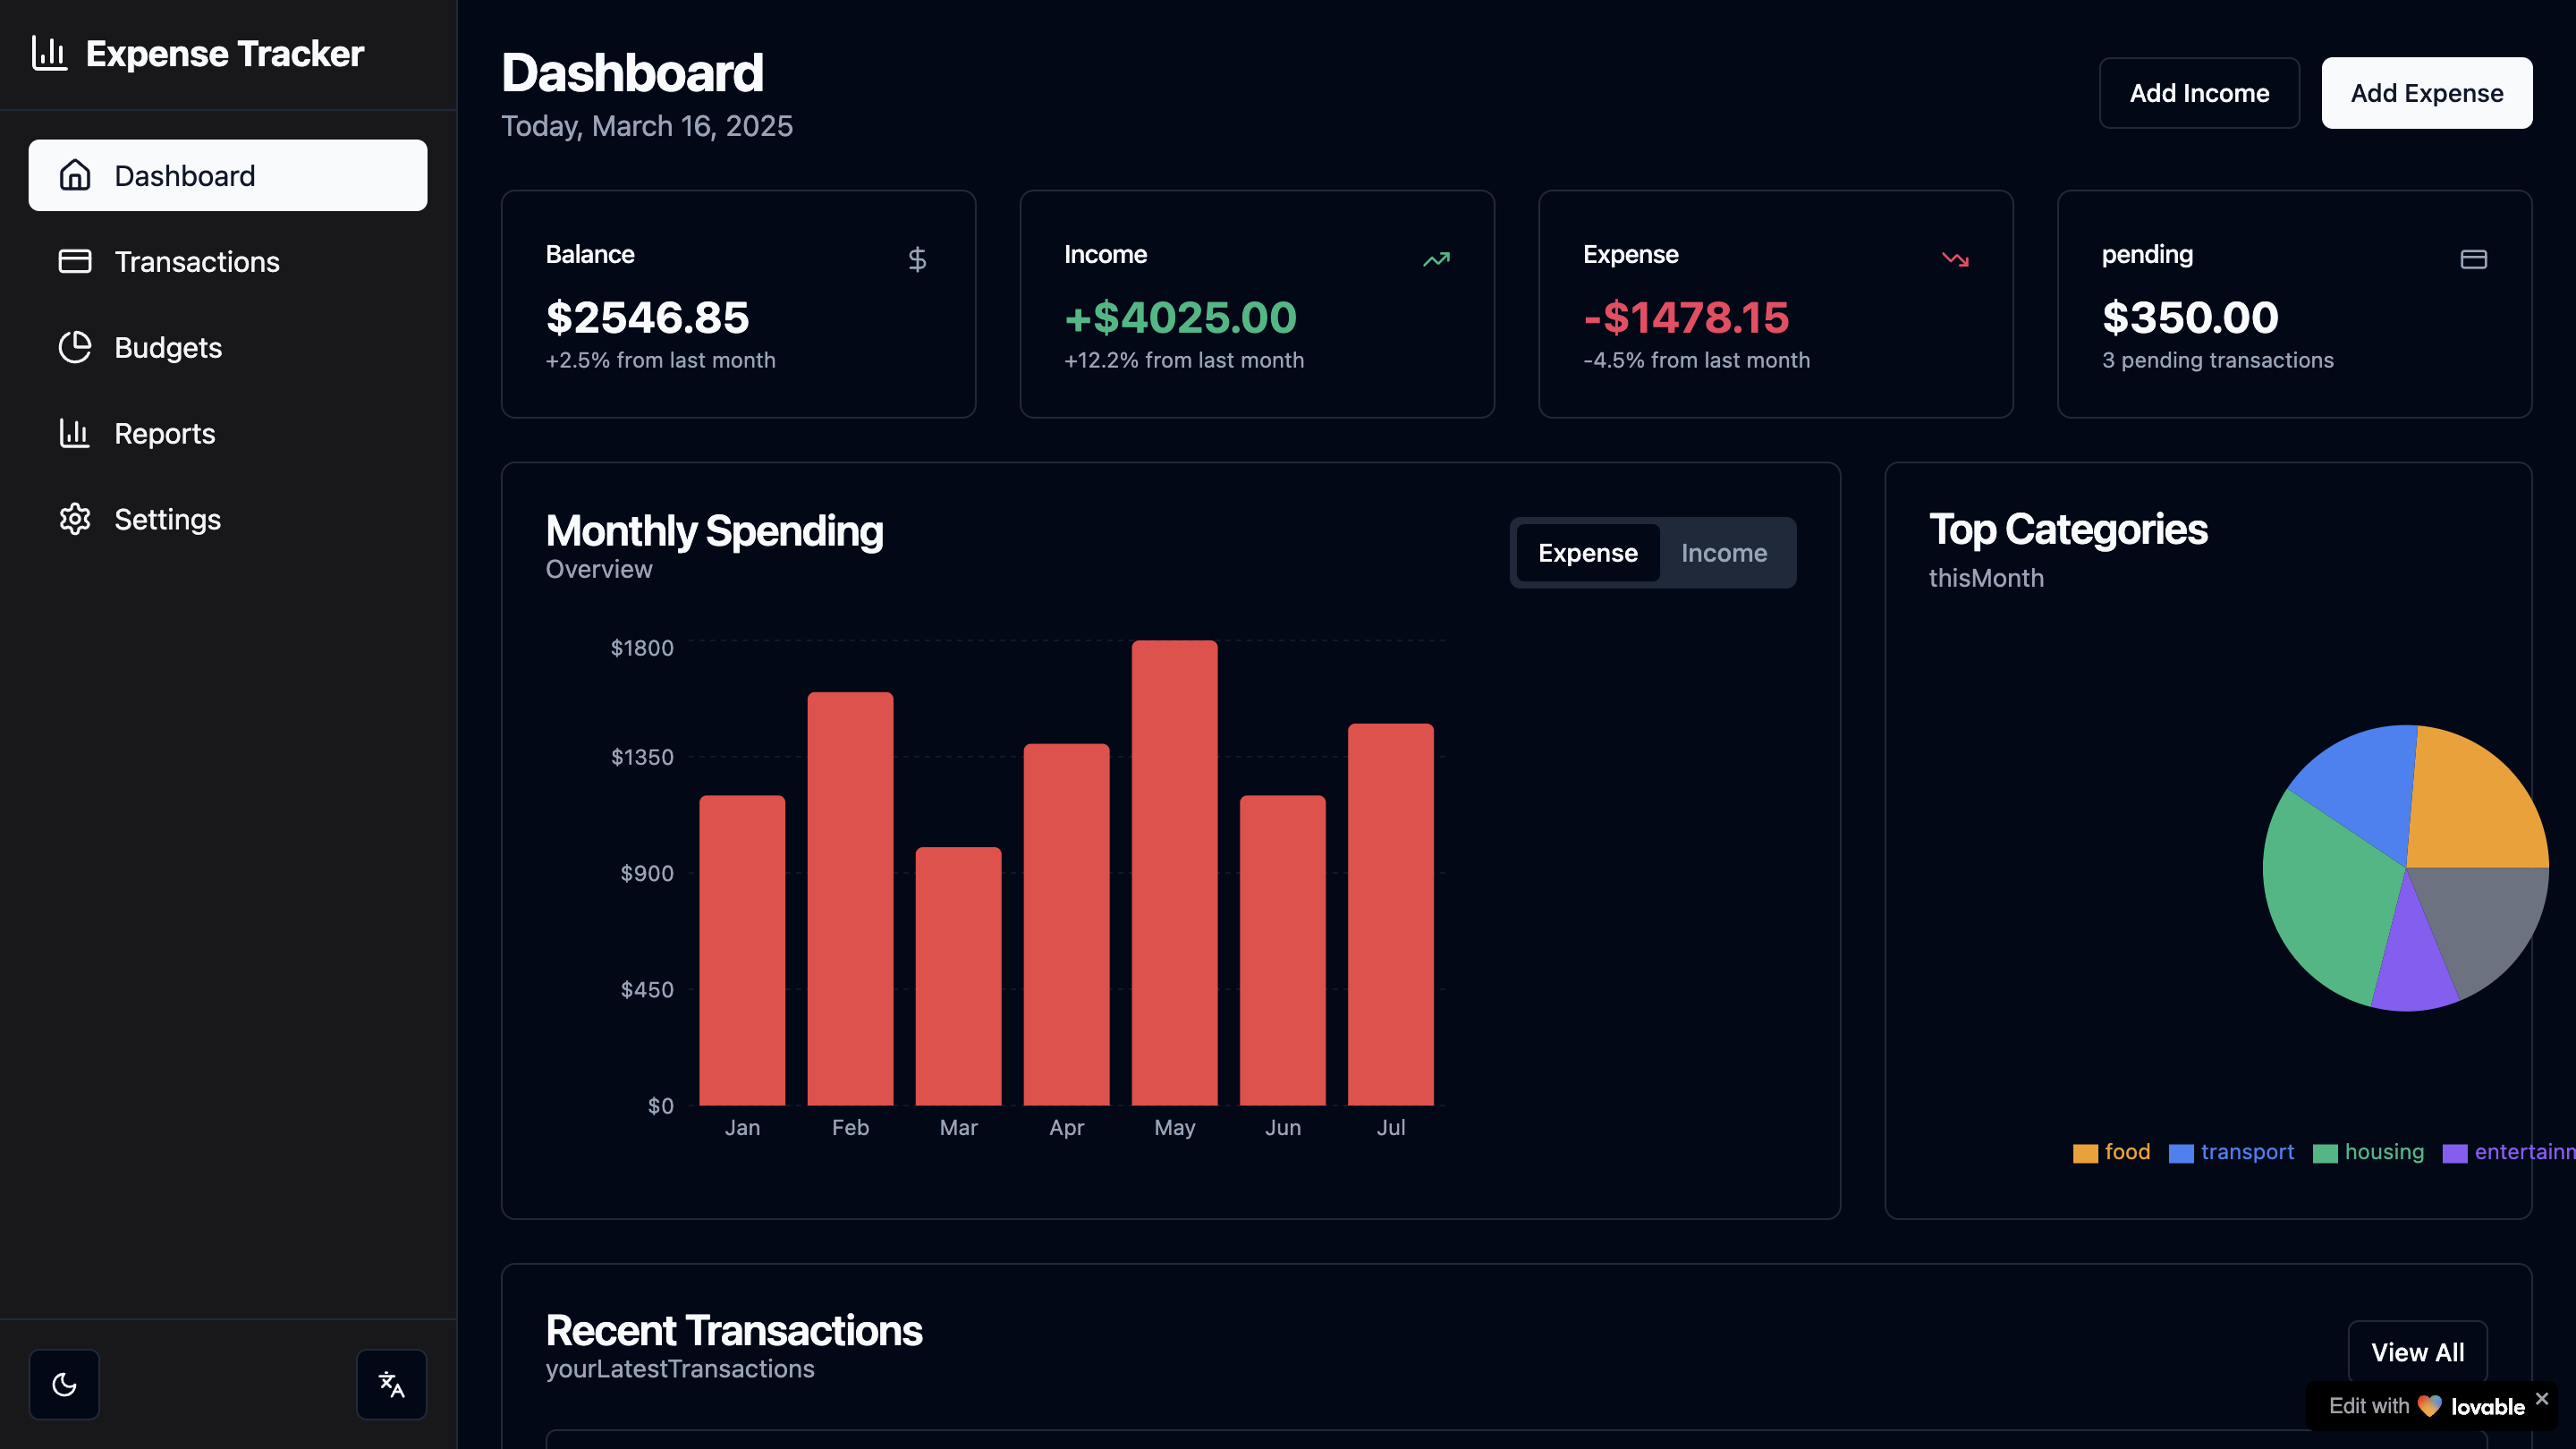 Expense Tracker
Dashboard
Transactions
Budgets
Reports
Settings
Dashboard
Today, March 16, 2025
Add Income
Add Expense
Balance
$2546.85
+2.5% from last month
Income
+$4025.00
+12.2% from last month
Expense
-$1478.15
-4.5% from last month
pending
$350.00
3 pending transactions
Monthly Spending
Overview
Expense Income
$1800
$1350
$900
$450
$0
Jan Feb Mar Apr May Jun Jul
Top Categories
thisMonth
food transport housing entertainm
Recent Transactions
yourLatestTransactions
View All
Edit with lovable